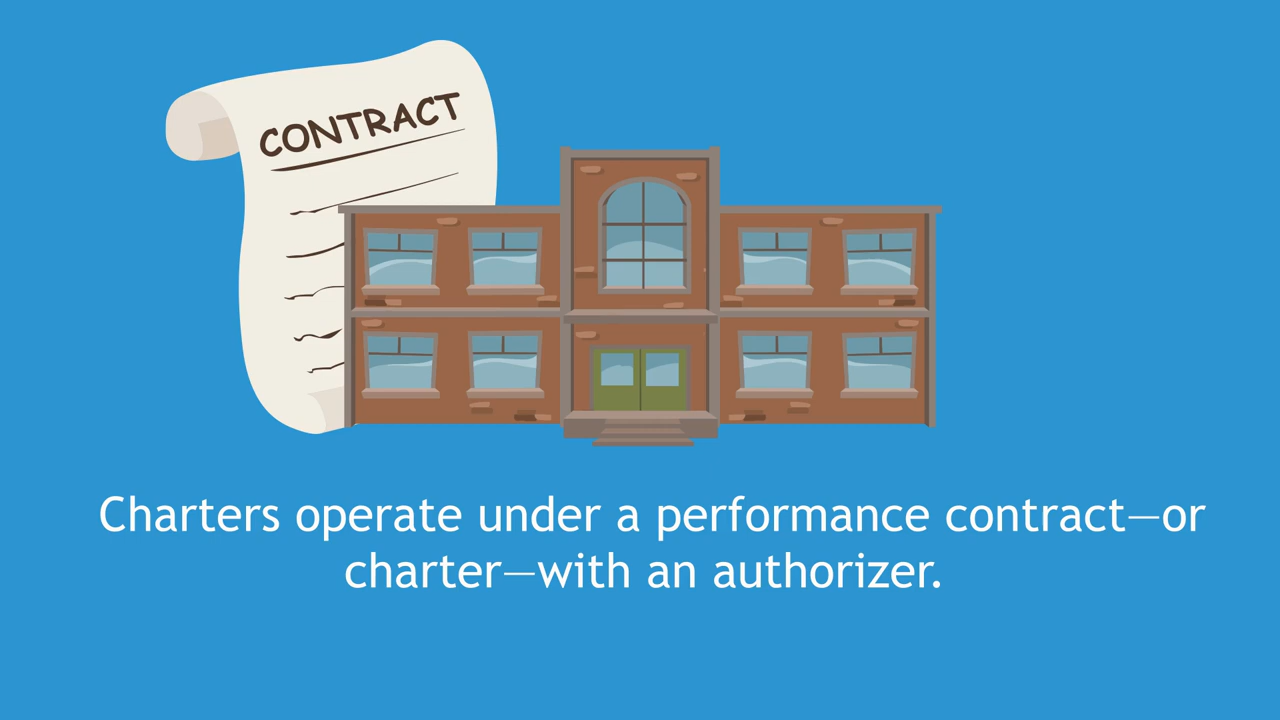 CONTRACT
Charters operate under a performance contract—or
charter—with an authorizer.